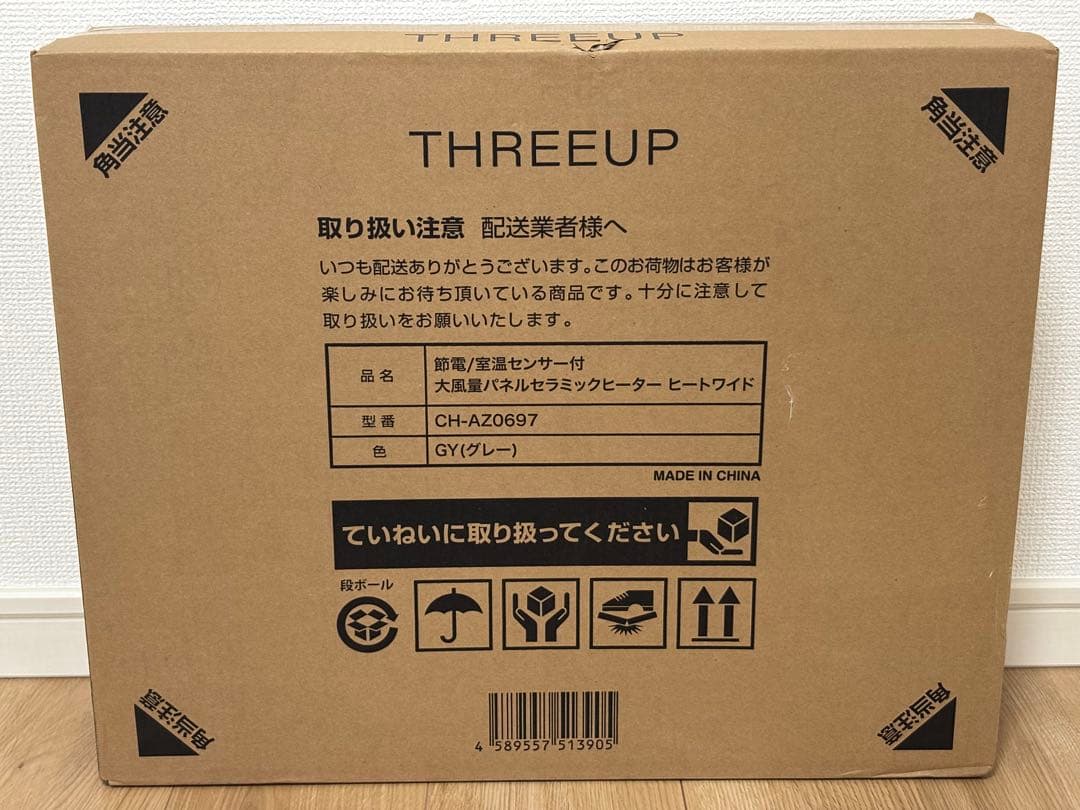 THREEUP
角当注意
角当注意
THREEUP
取り扱い注意 配送業者様へ
いつも配送ありがとうございます。このお荷物はお客様が
楽しみにお待ち頂いている商品です。十分に注意して
取り扱いをお願いいたします。
品名 節電/室温センサー付
大風量パネルセラミックヒーター ヒートワイド
型番 CH-AZ0697
色 GY(グレー)
MADE IN CHINA
ていねいに取り扱ってください
段ボール
4 589557 513905
角当注意
角当注意